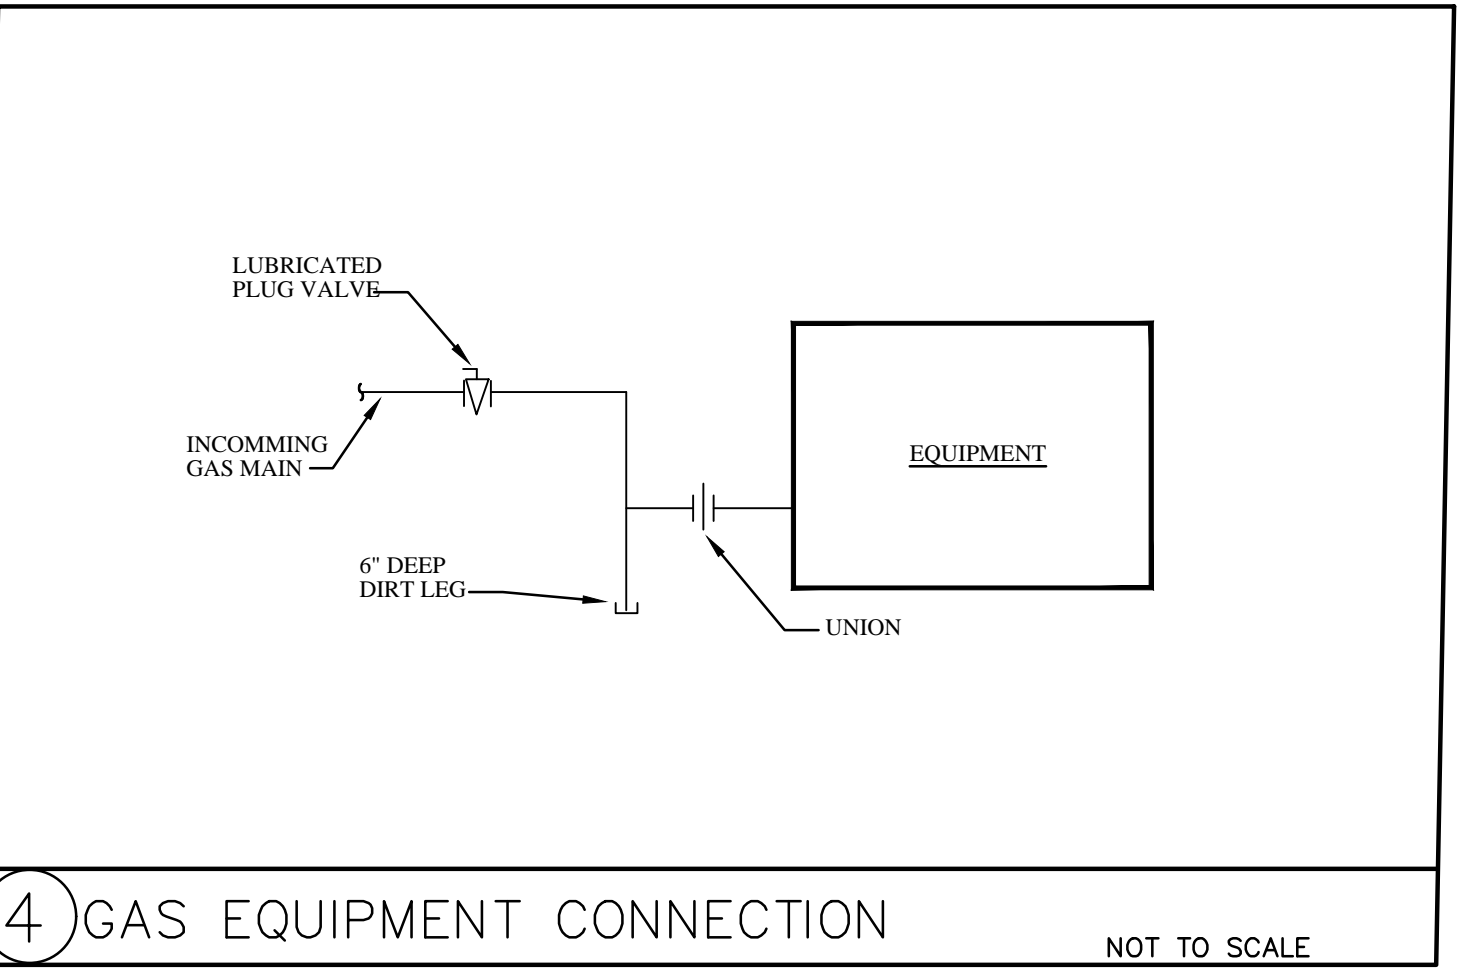 LUBRICATED
PLUG VALVE
INCOMMING
GAS MAIN
EQUIPMENT
6" DEEP
DIRT LEG
UNION
4 GAS EQUIPMENT CONNECTION
NOT TO SCALE